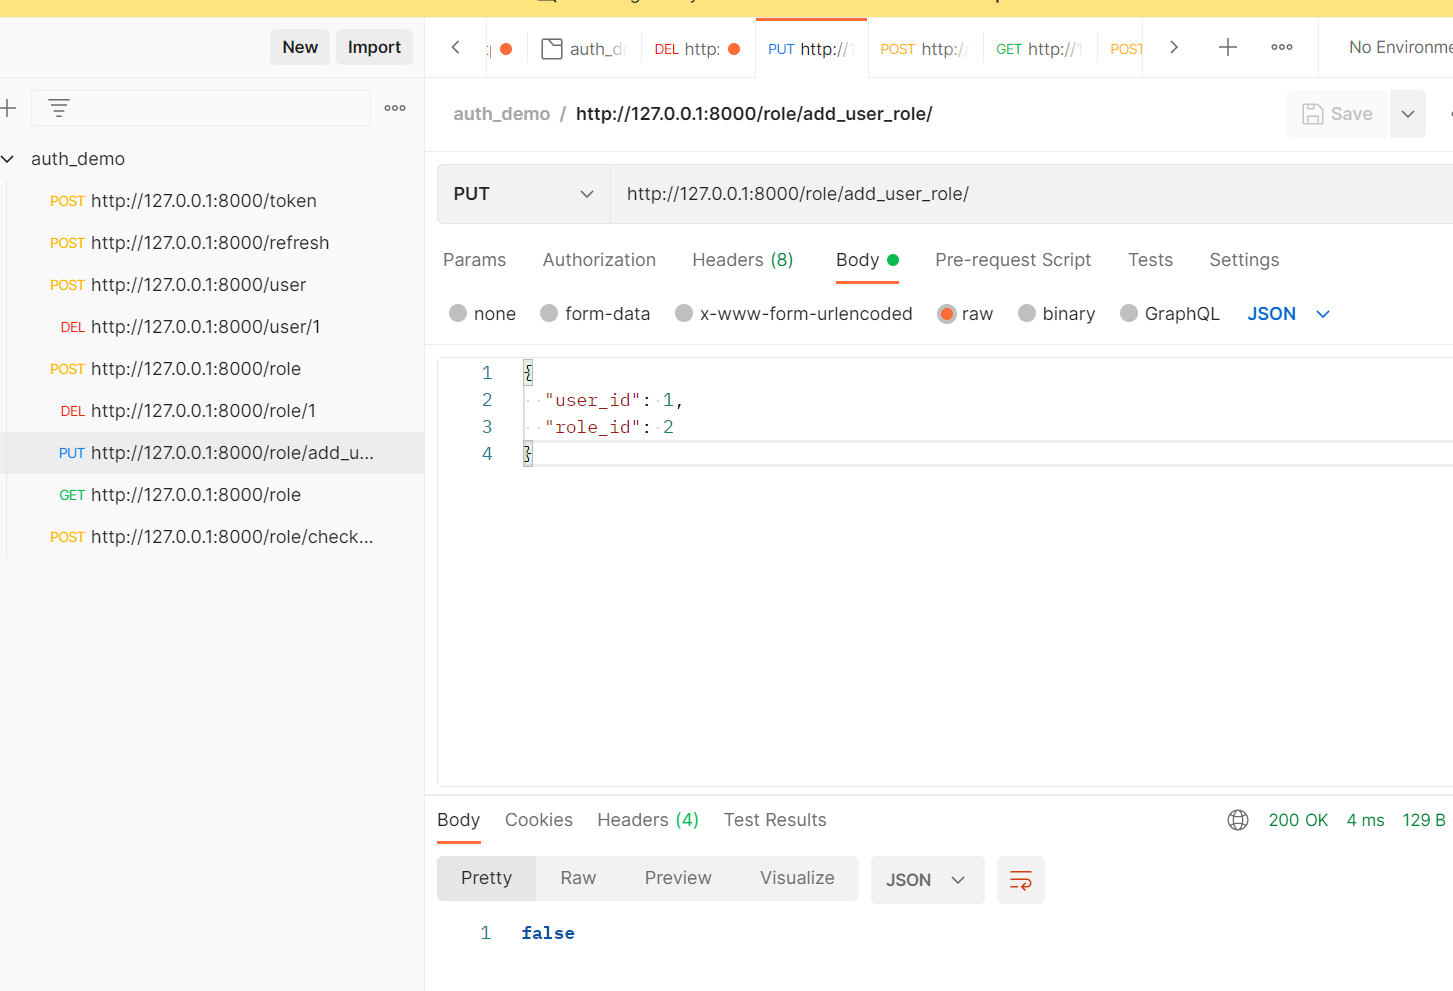 New Import
auth_de DEL http: PUT http://1 POST http:// GET http://1 POST No Environme
auth_demo / http://127.0.0.1:8000/role/add_user_role/ Save
auth_demo
POST http://127.0.0.1:8000/token
POST http://127.0.0.1:8000/refresh
POST http://127.0.0.1:8000/user
DEL http://127.0.0.1:8000/user/1
POST http://127.0.0.1:8000/role
DEL http://127.0.0.1:8000/role/1
PUT http://127.0.0.1:8000/role/add_u...
GET http://127.0.0.1:8000/role
POST http://127.0.0.1:8000/role/check...
PUT http://127.0.0.1:8000/role/add_user_role/
Params Authorization Headers (8) Body Pre-request Script Tests Settings
none form-data x-www-form-urlencoded raw binary GraphQL JSON
1 {
2 "user_id": 1,
3 "role_id": 2
4 }
Body Cookies Headers (4) Test Results 200 OK 4 ms 129 B
Pretty Raw Preview Visualize JSON
1 false